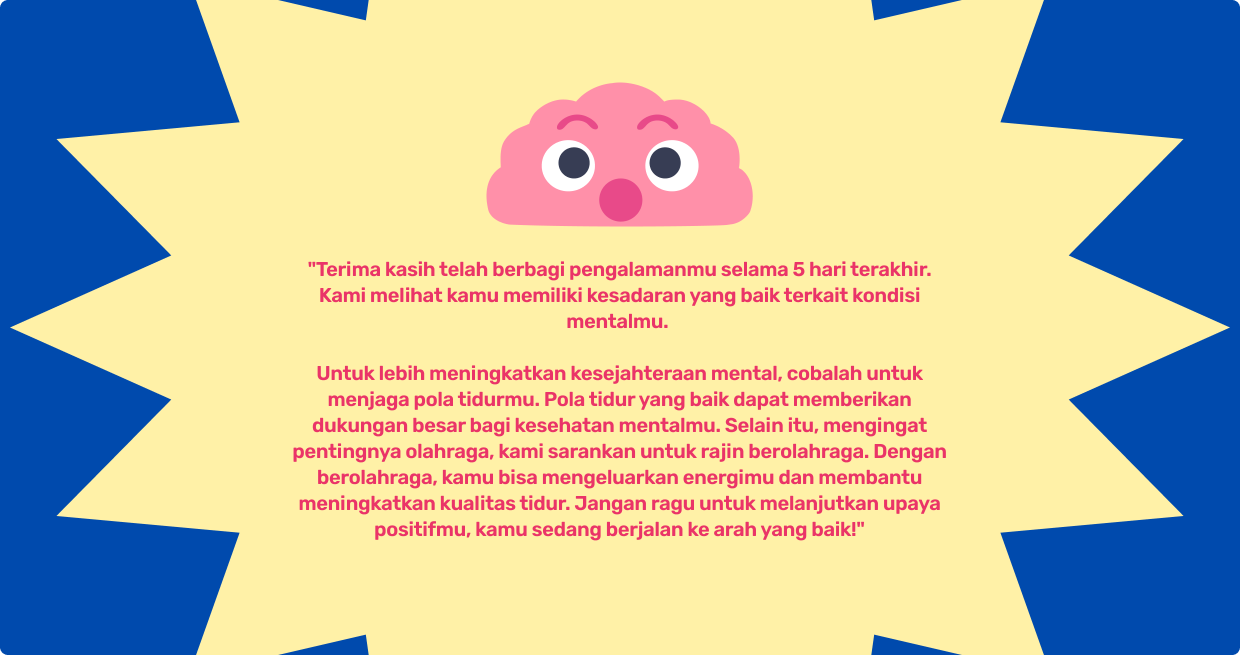 "Terima kasih telah berbagi pengalamanmu selama 5 hari terakhir.
Kami melihat kamu memiliki kesadaran yang baik terkait kondisi
mentalmu.
Untuk lebih meningkatkan kesejahteraan mental, cobalah untuk
menjaga pola tidurmu. Pola tidur yang baik dapat memberikan
dukungan besar bagi kesehatan mentalmu. Selain itu, mengingat
pentingnya olahraga, kami sarankan untuk rajin berolahraga. Dengan
berolahraga, kamu bisa mengeluarkan energimu dan membantu
meningkatkan kualitas tidur. Jangan ragu untuk melanjutkan upaya
positifmu, kamu sedang berjalan ke arah yang baik!"